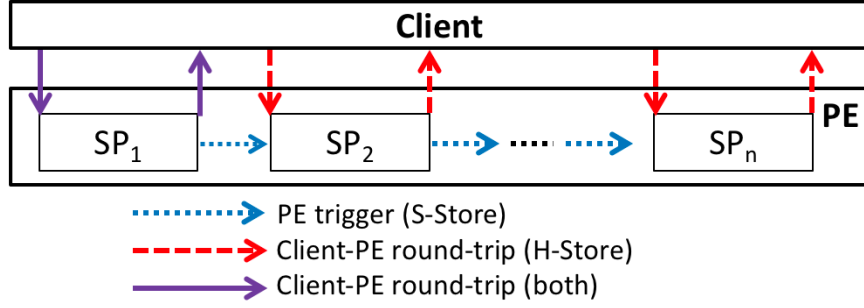 Client
PE
SP1
SP2
SPn
PE trigger (S-Store)
Client-PE round-trip (H-Store)
Client-PE round-trip (both)